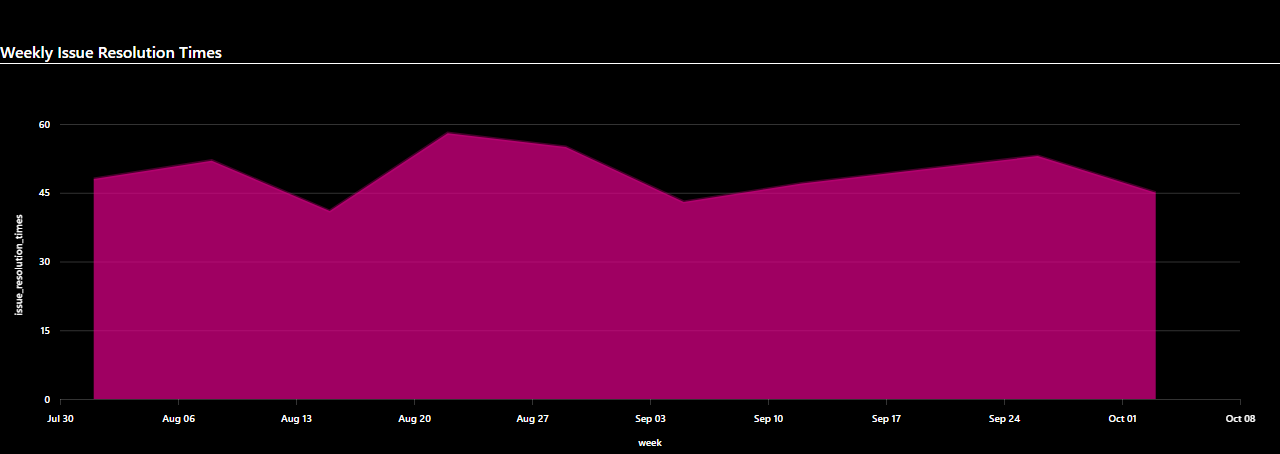 Weekly Issue Resolution Times
60
45
30
15
0
issue_resolution_times
Jul 30 Aug 06 Aug 13 Aug 20 Aug 27 Sep 03 Sep 10 Sep 17 Sep 24 Oct 01 Oct 08
week